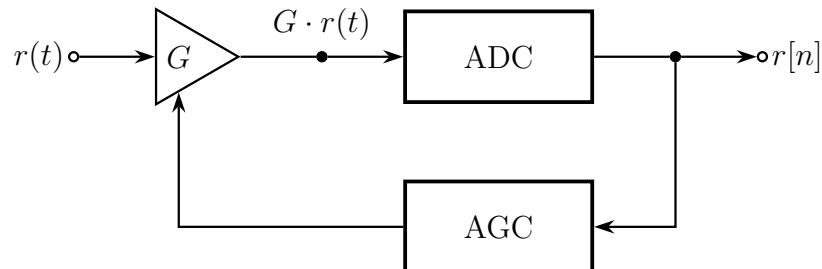 G · r(t)
r(t)
G
ADC
r[n]
AGC